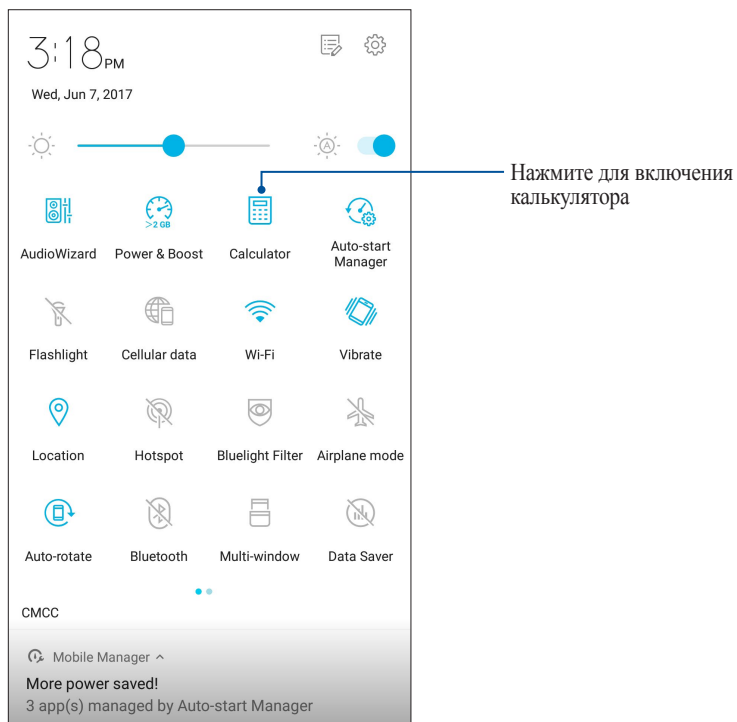 3:18 PM
Wed, Jun 7, 2017
A
Нажмите для включения
калькулятора
>2 GB
AudioWizard Power & Boost Calculator Auto-start
Manager
Flashlight Cellular data Wi-Fi Vibrate
Location Hotspot Bluelight Filter Airplane mode
Auto-rotate Bluetooth Multi-window Data Saver
CMCC
Mobile Manager
More power saved!
3 app(s) managed by Auto-start Manager